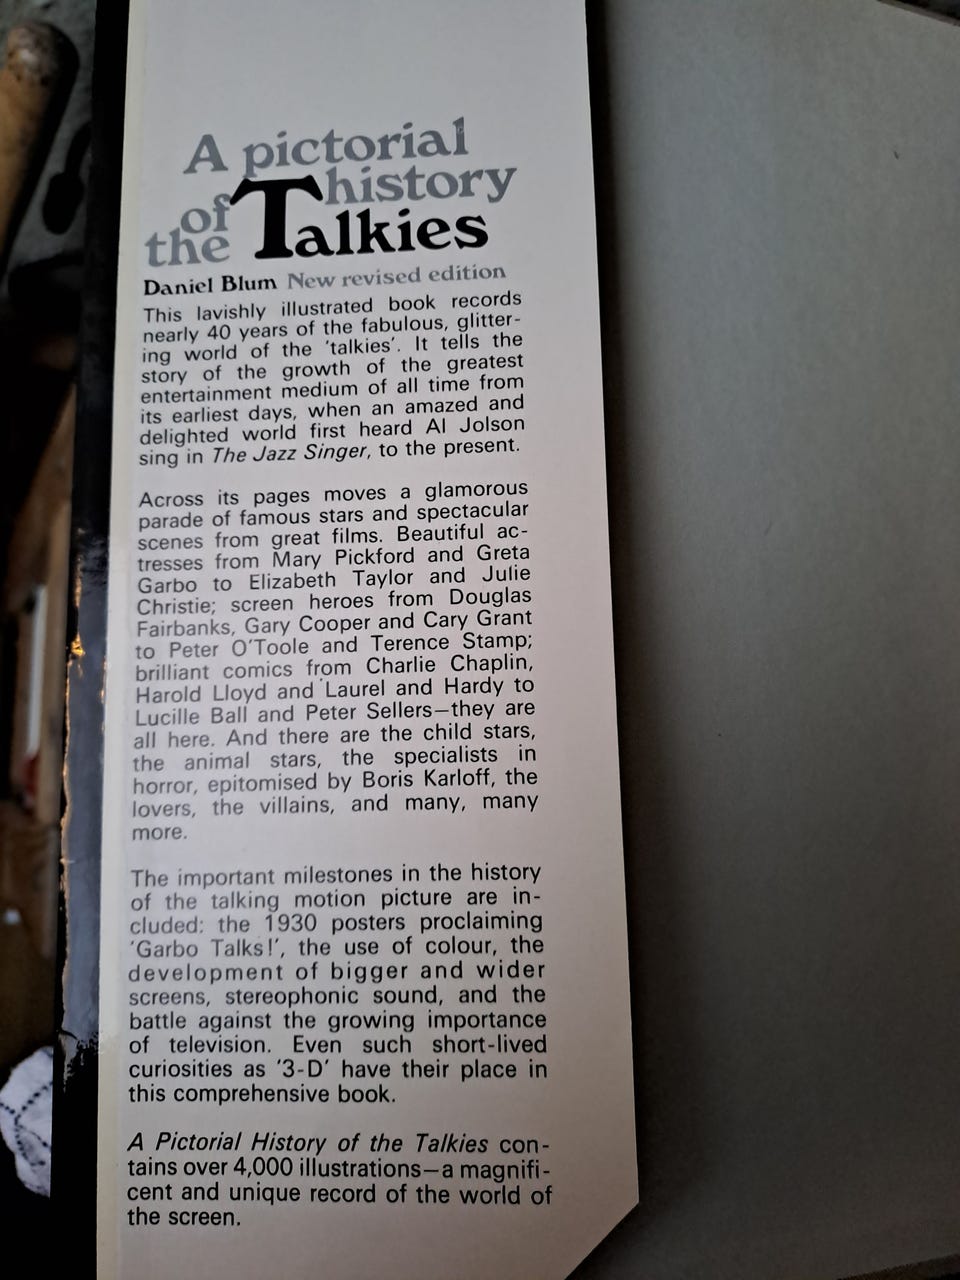 A pictorial
history
of
the Talkies
Daniel Blum New revised edition
This lavishly illustrated book records
nearly 40 years of the fabulous, glitter-
ing world of the ‘talkies’. It tells the
story of the growth of the greatest
entertainment medium of all time from
its earliest days, when an amazed and
delighted world first heard Al Jolson
sing in The Jazz Singer, to the present.
Across its pages moves a glamorous
parade of famous stars and spectacular
scenes from great films. Beautiful ac-
tresses from Mary Pickford and Greta
Garbo to Elizabeth Taylor and Julie
Christie; screen heroes from Douglas
Fairbanks, Gary Cooper and Cary Grant
to Peter O’Toole and Terence Stamp;
brilliant comics from Charlie Chaplin,
Harold Lloyd and Laurel and Hardy to
Lucille Ball and Peter Sellers—they are
all here. And there are the child stars,
the animal stars, the specialists in
horror, epitomised by Boris Karloff, the
lovers, the villains, and many, many
more.
The important milestones in the history
of the talking motion picture are in-
cluded: the 1930 posters proclaiming
‘Garbo Talks!’, the use of colour, the
development of bigger and wider
screens, stereophonic sound, and the
battle against the growing importance
of television. Even such short-lived
curiosities as ‘3-D’ have their place in
this comprehensive book.
A Pictorial History of the Talkies con-
tains over 4,000 illustrations—a magnifi-
cent and unique record of the world of
the screen.